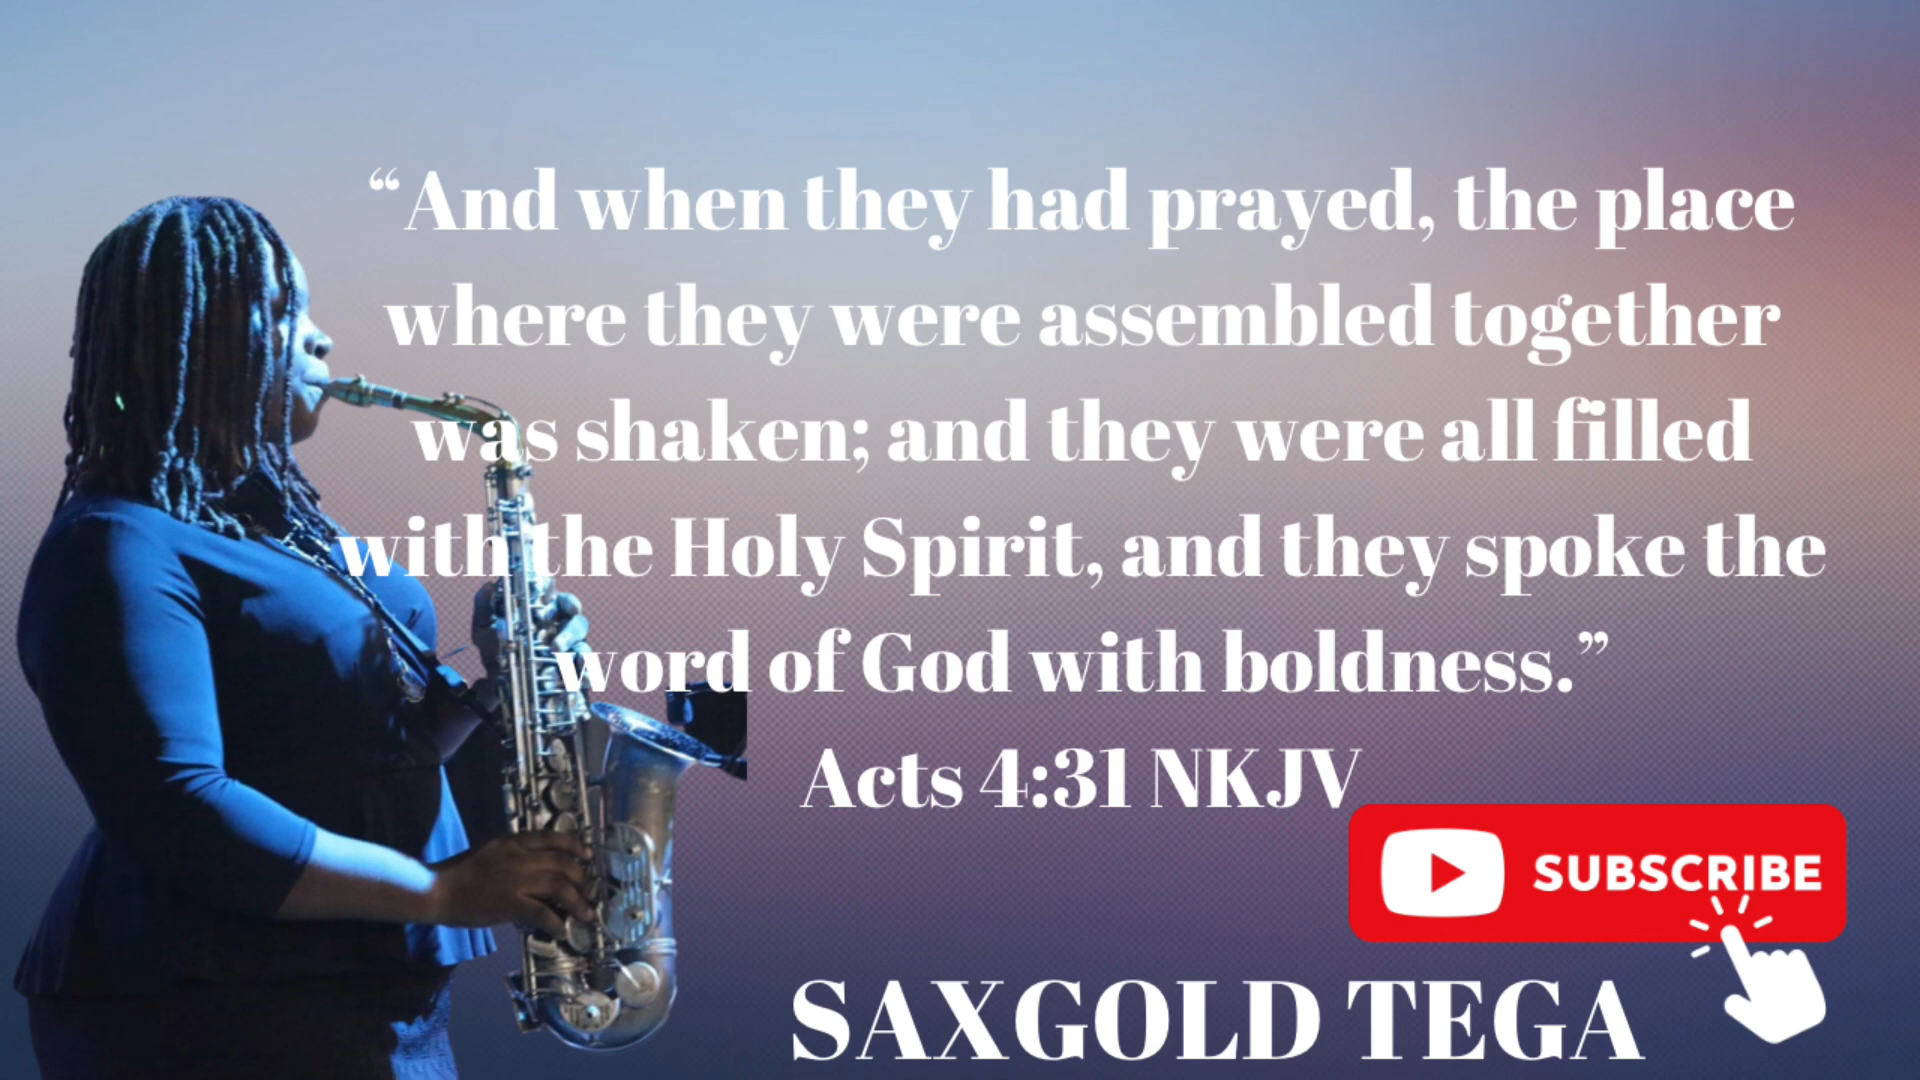 “And when they had prayed, the place
where they were assembled together
was shaken; and they were all filled
with the Holy Spirit, and they spoke the
word of God with boldness.”
Acts 4:31 NKJV
SUBSCRIBE
SAXGOLD TEGA